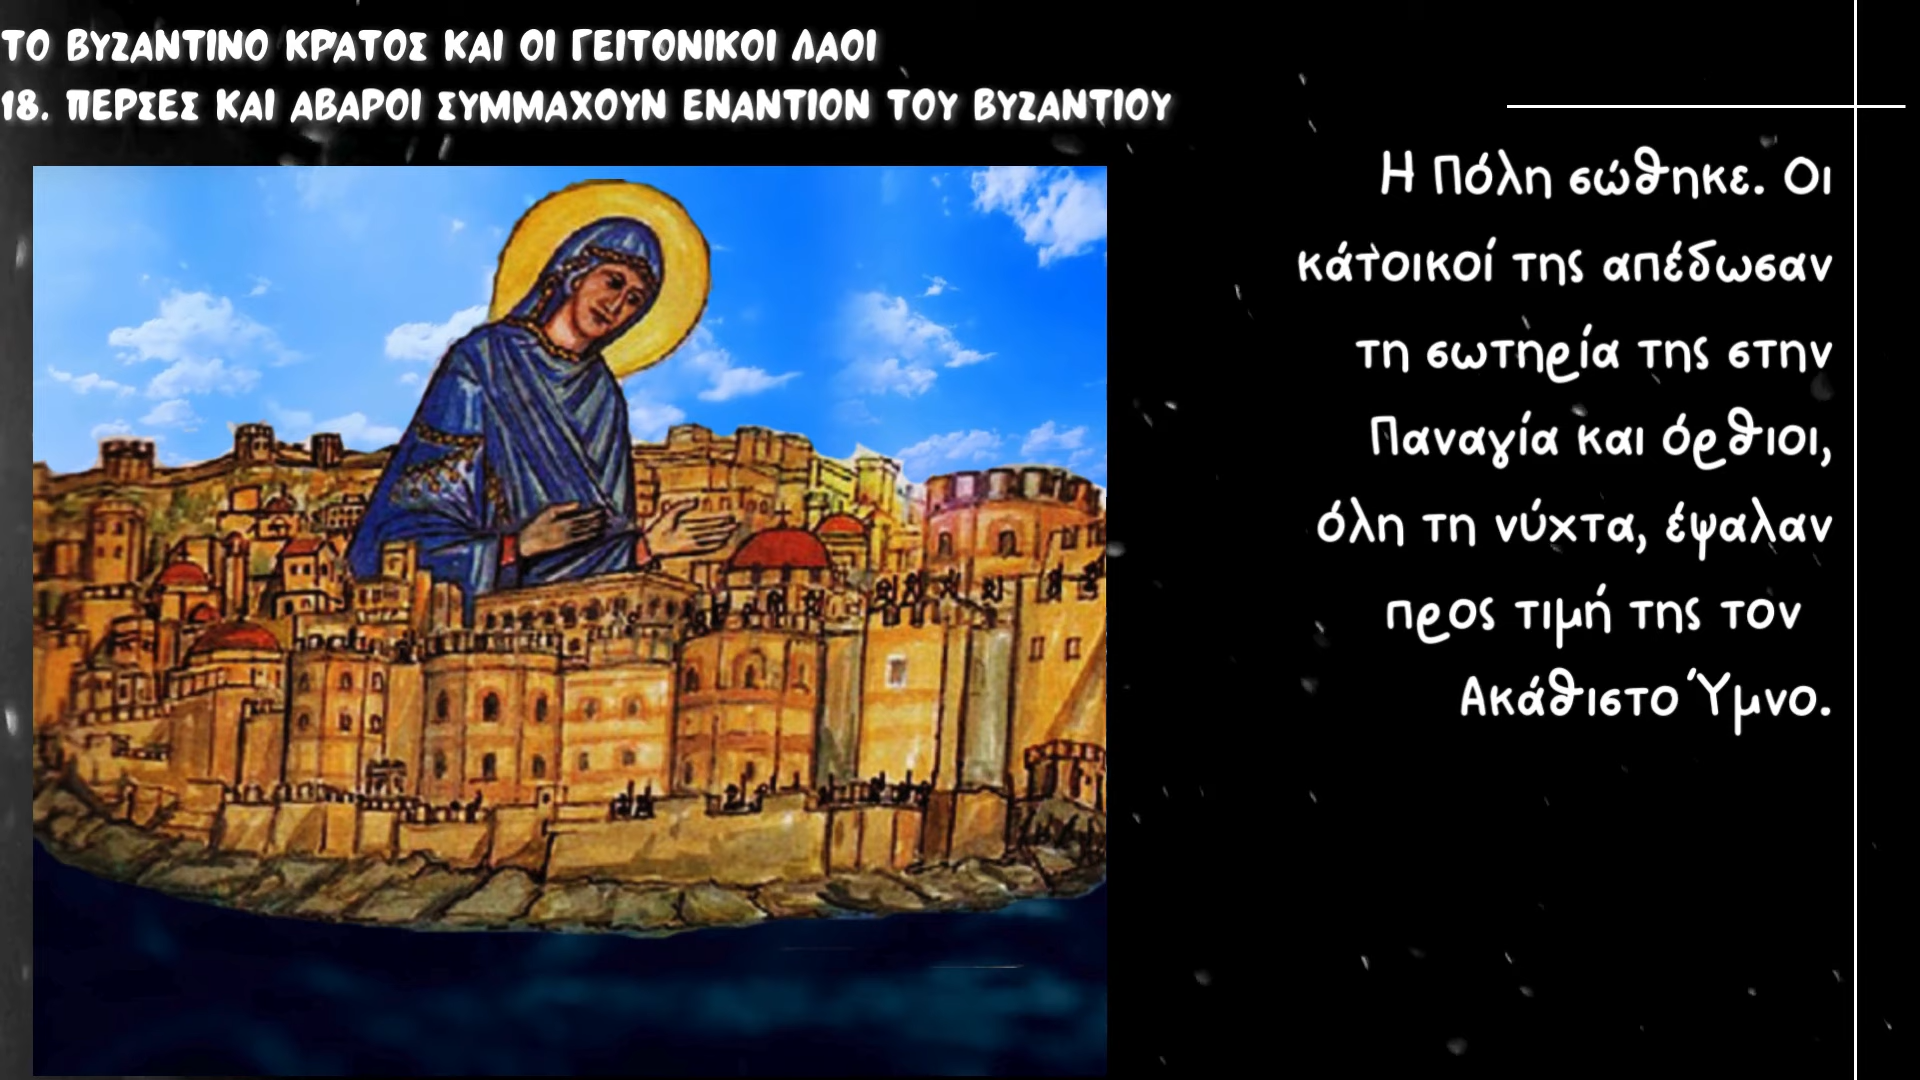 ΤΟ ΒΥΖΑΝΤΙΝΟ ΚΡΑΤΟΣ ΚΑΙ ΟΙ ΓΕΙΤΟΝΙΚΟΙ ΛΑΟΙ
18. ΠΕΡΣΕΣ ΚΑΙ ΑΒΑΡΟΙ ΣΥΜΜΑΧΟΥΝ ΕΝΑΝΤΙΟΝ ΤΟΥ ΒΥΖΑΝΤΙΟΥ
Η Πόλη σώθηκε. Οι
κάτοικοί της απέδωσαν
τη σωτηρία της στην
Παναγία και όρθιοι,
όλη τη νύχτα, έψαλαν
προς τιμή της τον
Ακάθιστο Ύμνο.